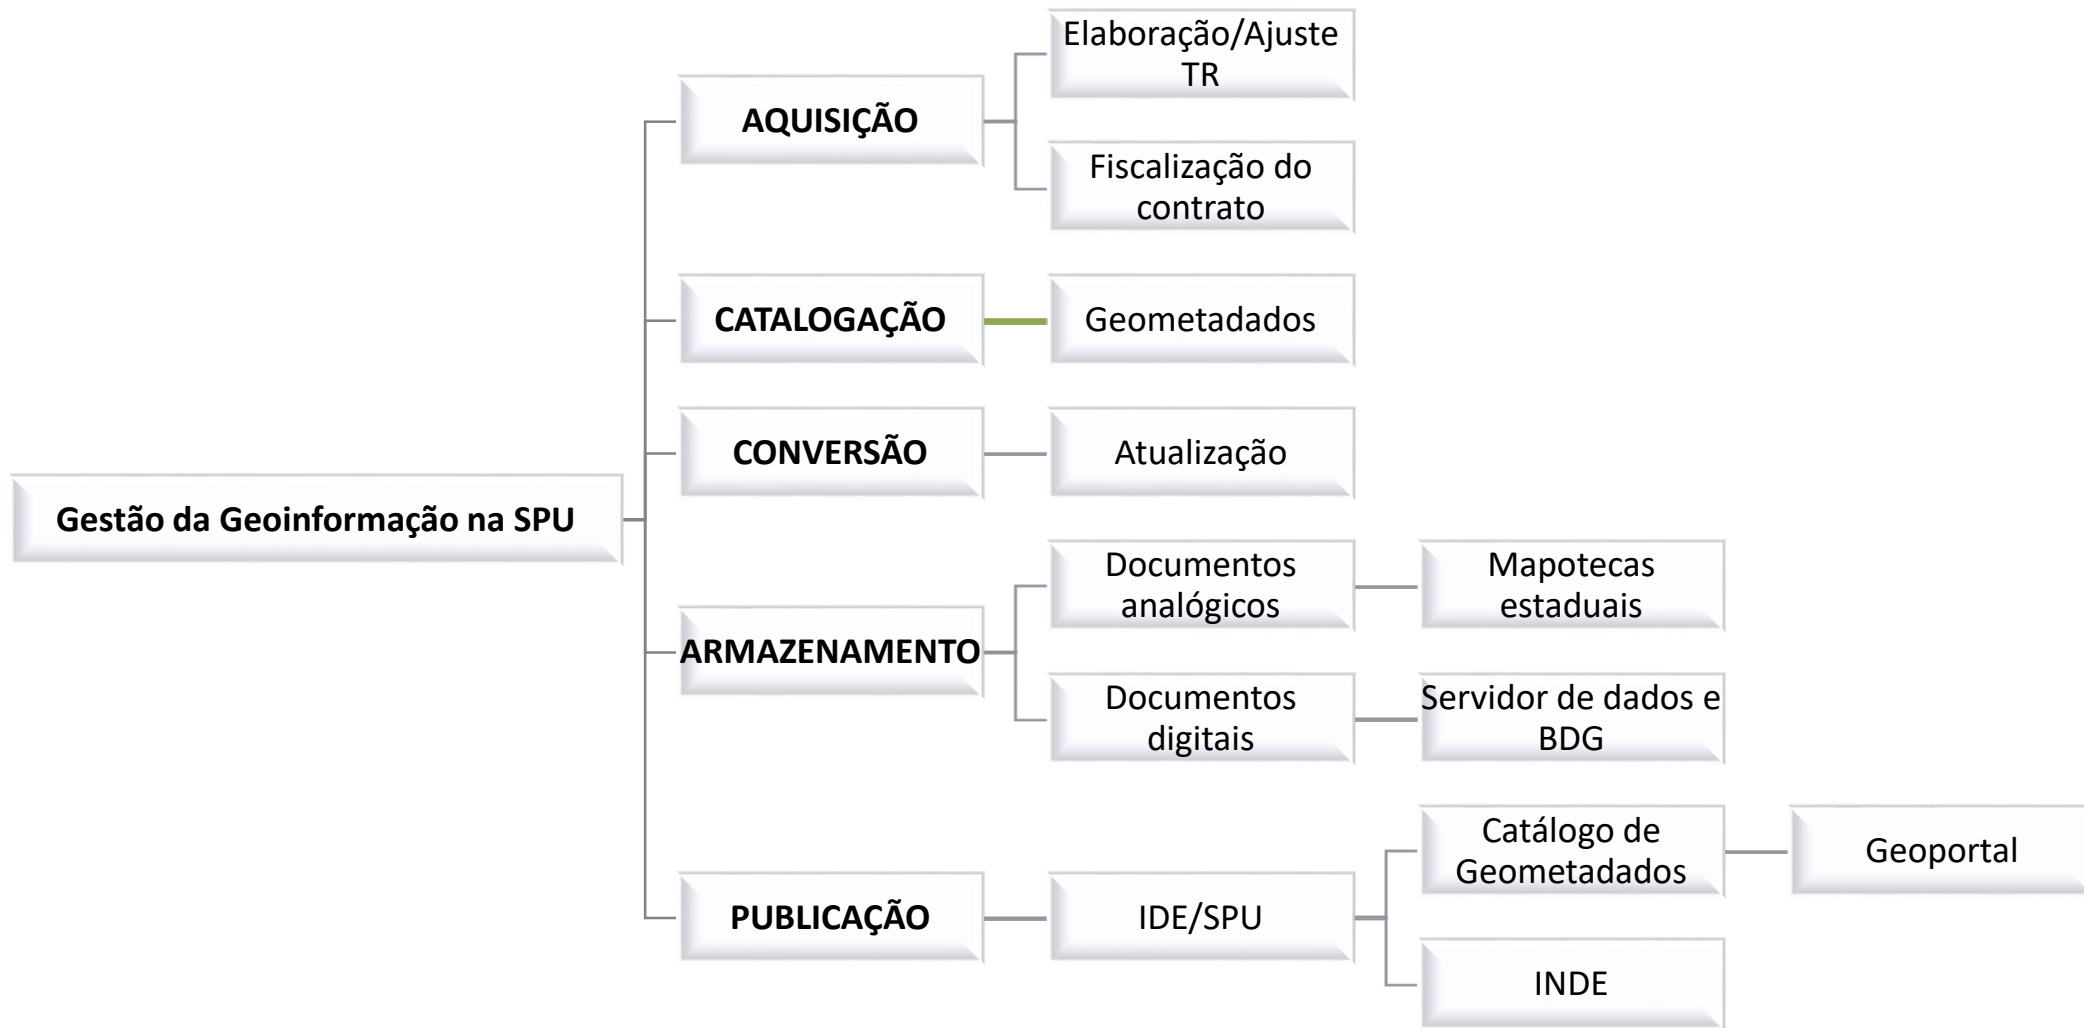 Gestão da Geoinformação na SPU
AQUISIÇÃO
Elaboração/Ajuste
TR
Fiscalização do
contrato
CATALOGAÇÃO
Geometadados
CONVERSÃO
Atualização
ARMAZENAMENTO
Documentos
analógicos
Mapotecas
estaduais
Documentos
digitais
Servidor de dados e
BDG
PUBLICAÇÃO
IDE/SPU
Catálogo de
Geometadados
Geoportal
INDE